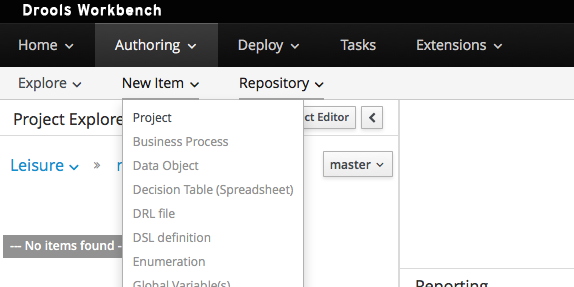 Drools Workbench
Home Authoring Deploy Tasks Extensions
Explore New Item Repository
Project Explore
ct Editor
Project
Business Process
Data Object
Decision Table (Spreadsheet)
DRL file
DSL definition
Enumeration
Global Variable(s)
Leisure »
master
--- No items found -
Reporting